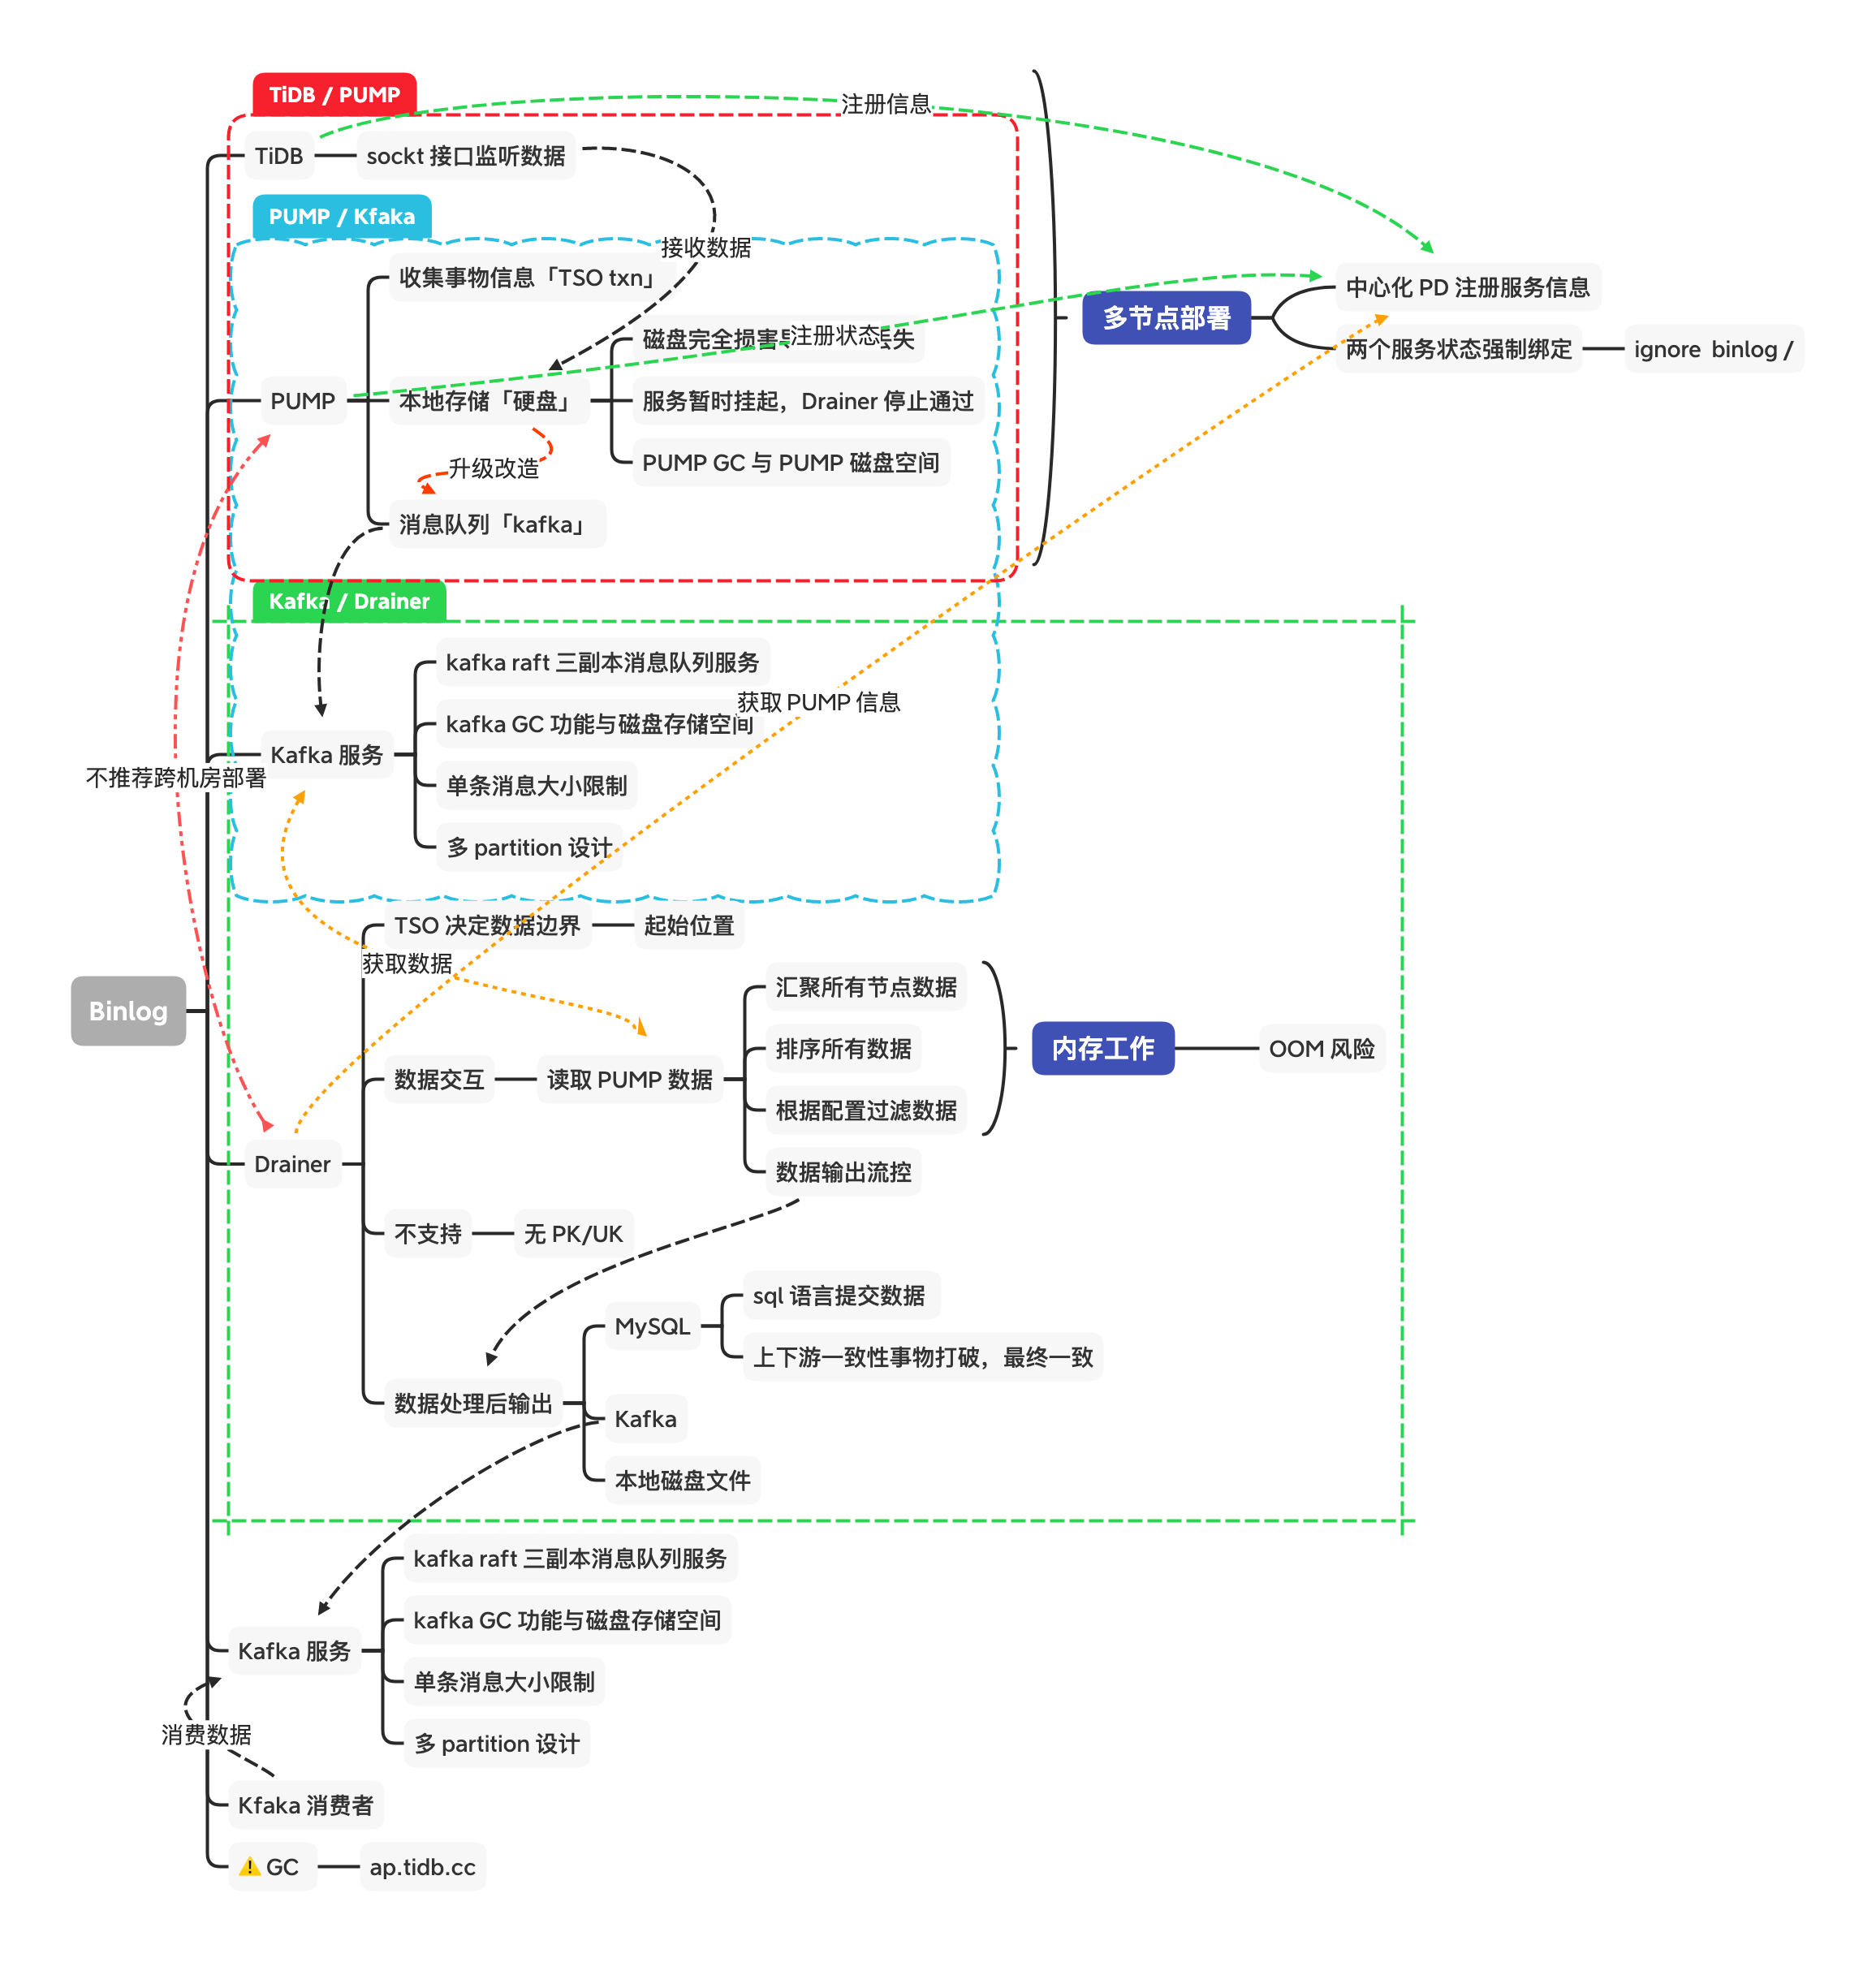 TiDB / PUMP
注册信息
TiDB
sockt 接口监听数据
PUMP / Kfaka
接收数据
收集事物信息「TSO txn」
中心化 PD 注册服务信息
多节点部署
磁盘完全损害
注册状态
失
两个服务状态强制绑定
ignore binlog /
PUMP
本地存储「硬盘」
服务暂时挂起，Drainer 停止通过
升级改造
PUMP GC 与 PUMP 磁盘空间
消息队列「kafka」
Kafka / Drainer
kafka raft 三副本消息队列服务
获取 PUMP 信息
kafka GC 功能与磁盘存储空间
Kafka 服务
不推荐跨机房部署
单条消息大小限制
多 partition 设计
TSO 决定数据边界
起始位置
获取数据
汇聚所有节点数据
Binlog
排序所有数据
内存工作
OOM 风险
数据交互
读取 PUMP 数据
根据配置过滤数据
Drainer
数据输出流控
不支持
无 PK/UK
sql 语言提交数据
MySQL
上下游一致性事物打破，最终一致
数据处理后输出
Kafka
本地磁盘文件
kafka raft 三副本消息队列服务
kafka GC 功能与磁盘存储空间
Kafka 服务
单条消息大小限制
消费数据
多 partition 设计
Kfaka 消费者
GC
ap.tidb.cc